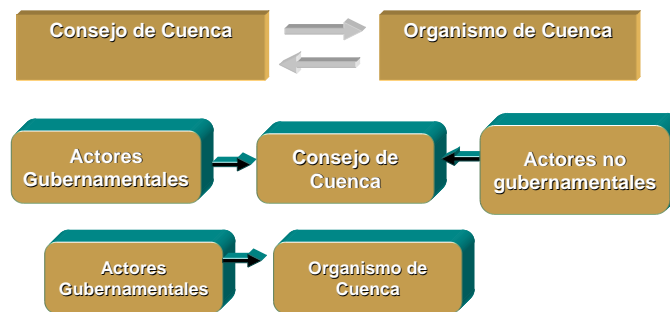 Consejo de Cuenca
Organismo de Cuenca
Actores
Gubernamentales
Consejo de
Cuenca
Actores no
gubernamentales
Actores
Gubernamentales
Organismo de
Cuenca